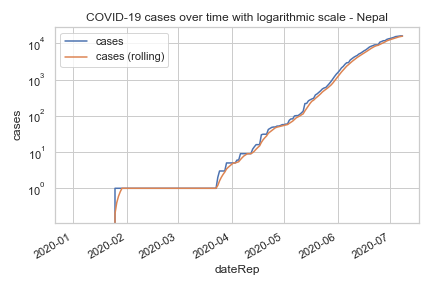 COVID-19 cases over time with logarithmic scale - Nepal
cases
cases (rolling)
10^4
10^3
10^2
10^1
10^0
cases
2020-01
2020-02
2020-03
2020-04
2020-05
2020-06
2020-07
dateRep